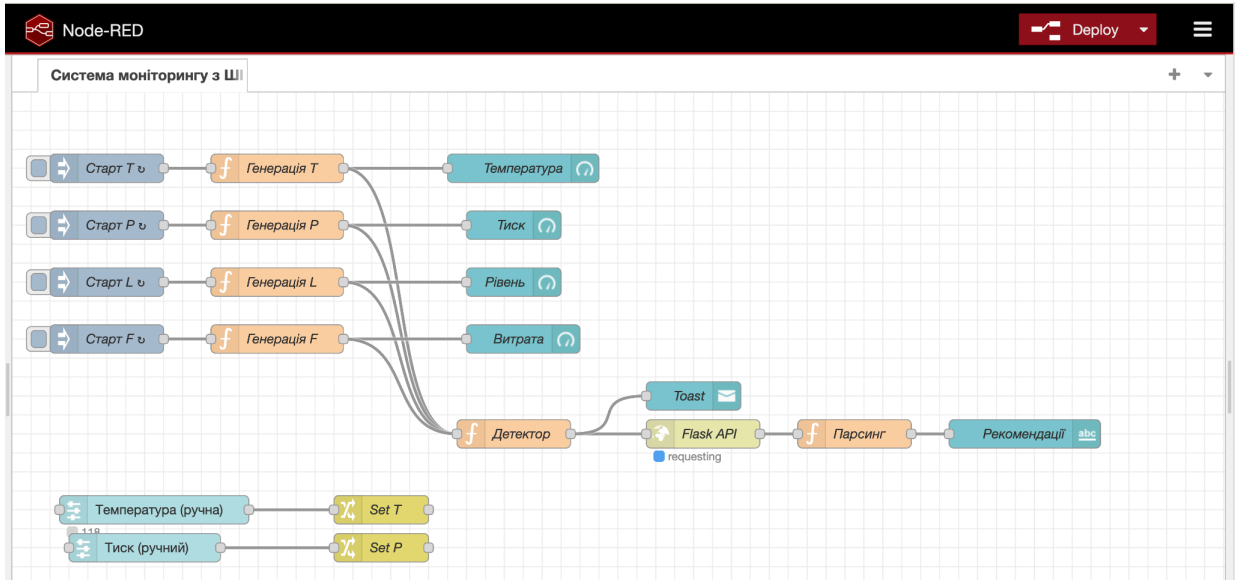 Node-RED
Deploy
Система моніторингу з ШІ
Старт T ↻
Генерація T
Температура
Старт P ↻
Генерація P
Тиск
Старт L ↻
Генерація L
Рівень
Старт F ↻
Генерація F
Витрата
Toast
Детектор
Flask API
Парсинг
Рекомендації
abc
requesting
Температура (ручна)
Set T
118
Тиск (ручний)
Set P